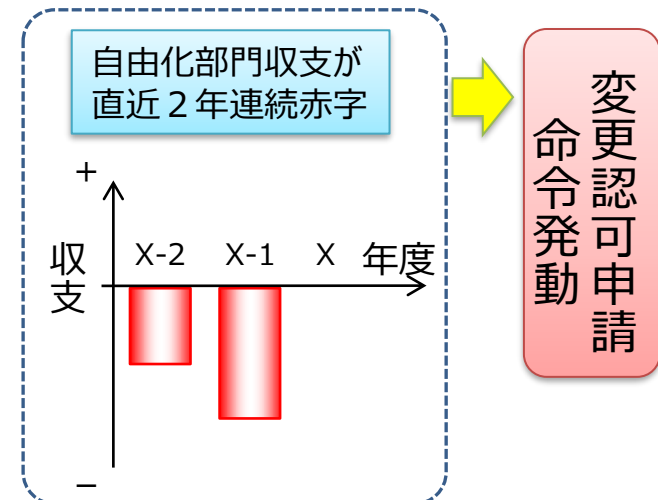 自由化部門収支が
直近２年連続赤字
+
収支
X-2 X-1 X 年度
−
変更認可申請
命令発動